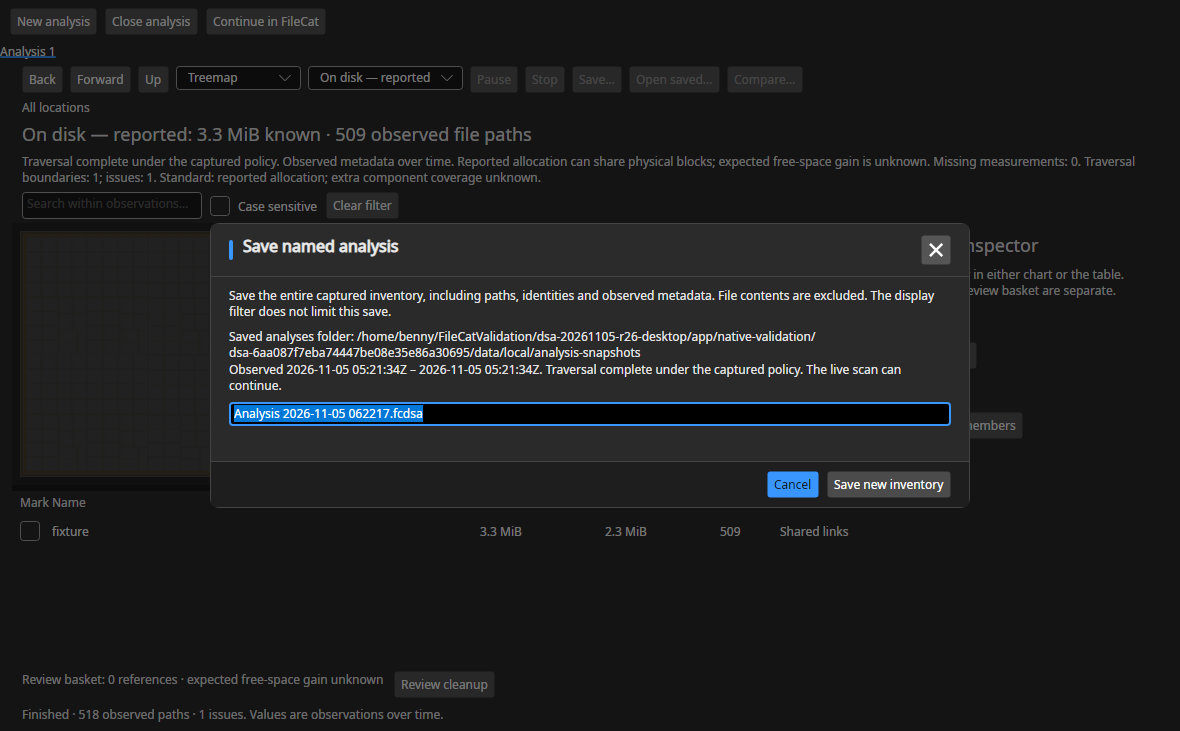 New analysis Close analysis Continue in FileCat
Analysis 1
Back Forward Up Treemap On disk — reported Pause Stop Save... Open saved... Compare...
All locations
On disk — reported: 3.3 MiB known · 509 observed file paths
Traversal complete under the captured policy. Observed metadata over time. Reported allocation can share physical blocks; expected free-space gain is unknown. Missing measurements: 0. Traversal
boundaries: 1; issues: 1. Standard: reported allocation; extra component coverage unknown.
Search within observations... Case sensitive Clear filter
Save named analysis
nspector
Save the entire captured inventory, including paths, identities and observed metadata. File contents are excluded. The display
filter does not limit this save.
in either chart or the table.
eview basket are separate.
Saved analyses folder: /home/benny/FileCatValidation/dsa-20261105-r26-desktop/app/native-validation/
dsa-6aa087f7eba74447be08e35e86a30695/data/local/analysis-snapshots
Observed 2026-11-05 05:21:34Z – 2026-11-05 05:21:34Z. Traversal complete under the captured policy. The live scan can
continue.
Analysis 2026-11-05 062217.fcdsa
embers
Cancel Save new inventory
Mark Name
fixture 3.3 MiB 2.3 MiB 509 Shared links
Review basket: 0 references · expected free-space gain unknown Review cleanup
Finished · 518 observed paths · 1 issues. Values are observations over time.